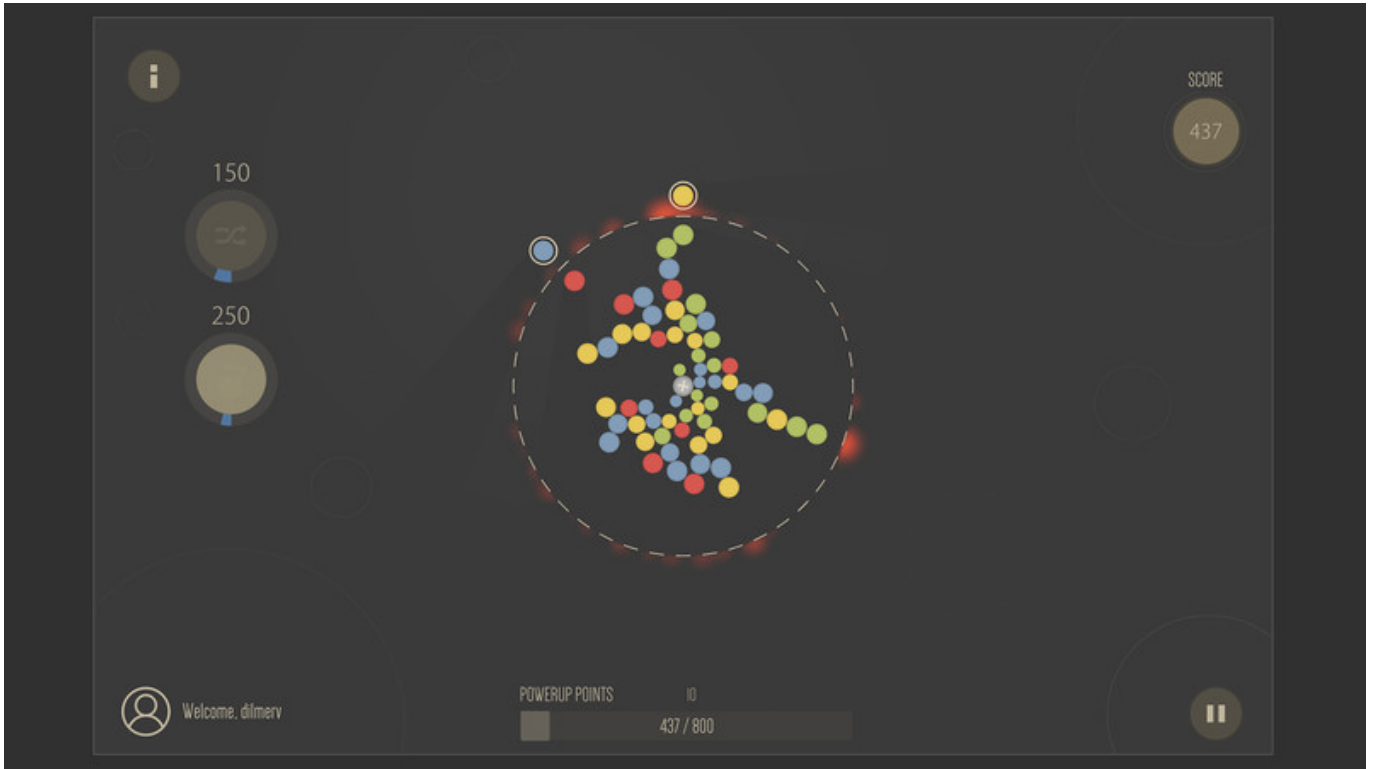 SCORE
437
150
250
POWERUP POINTS 10
437 / 800
Welcome, dilmerv